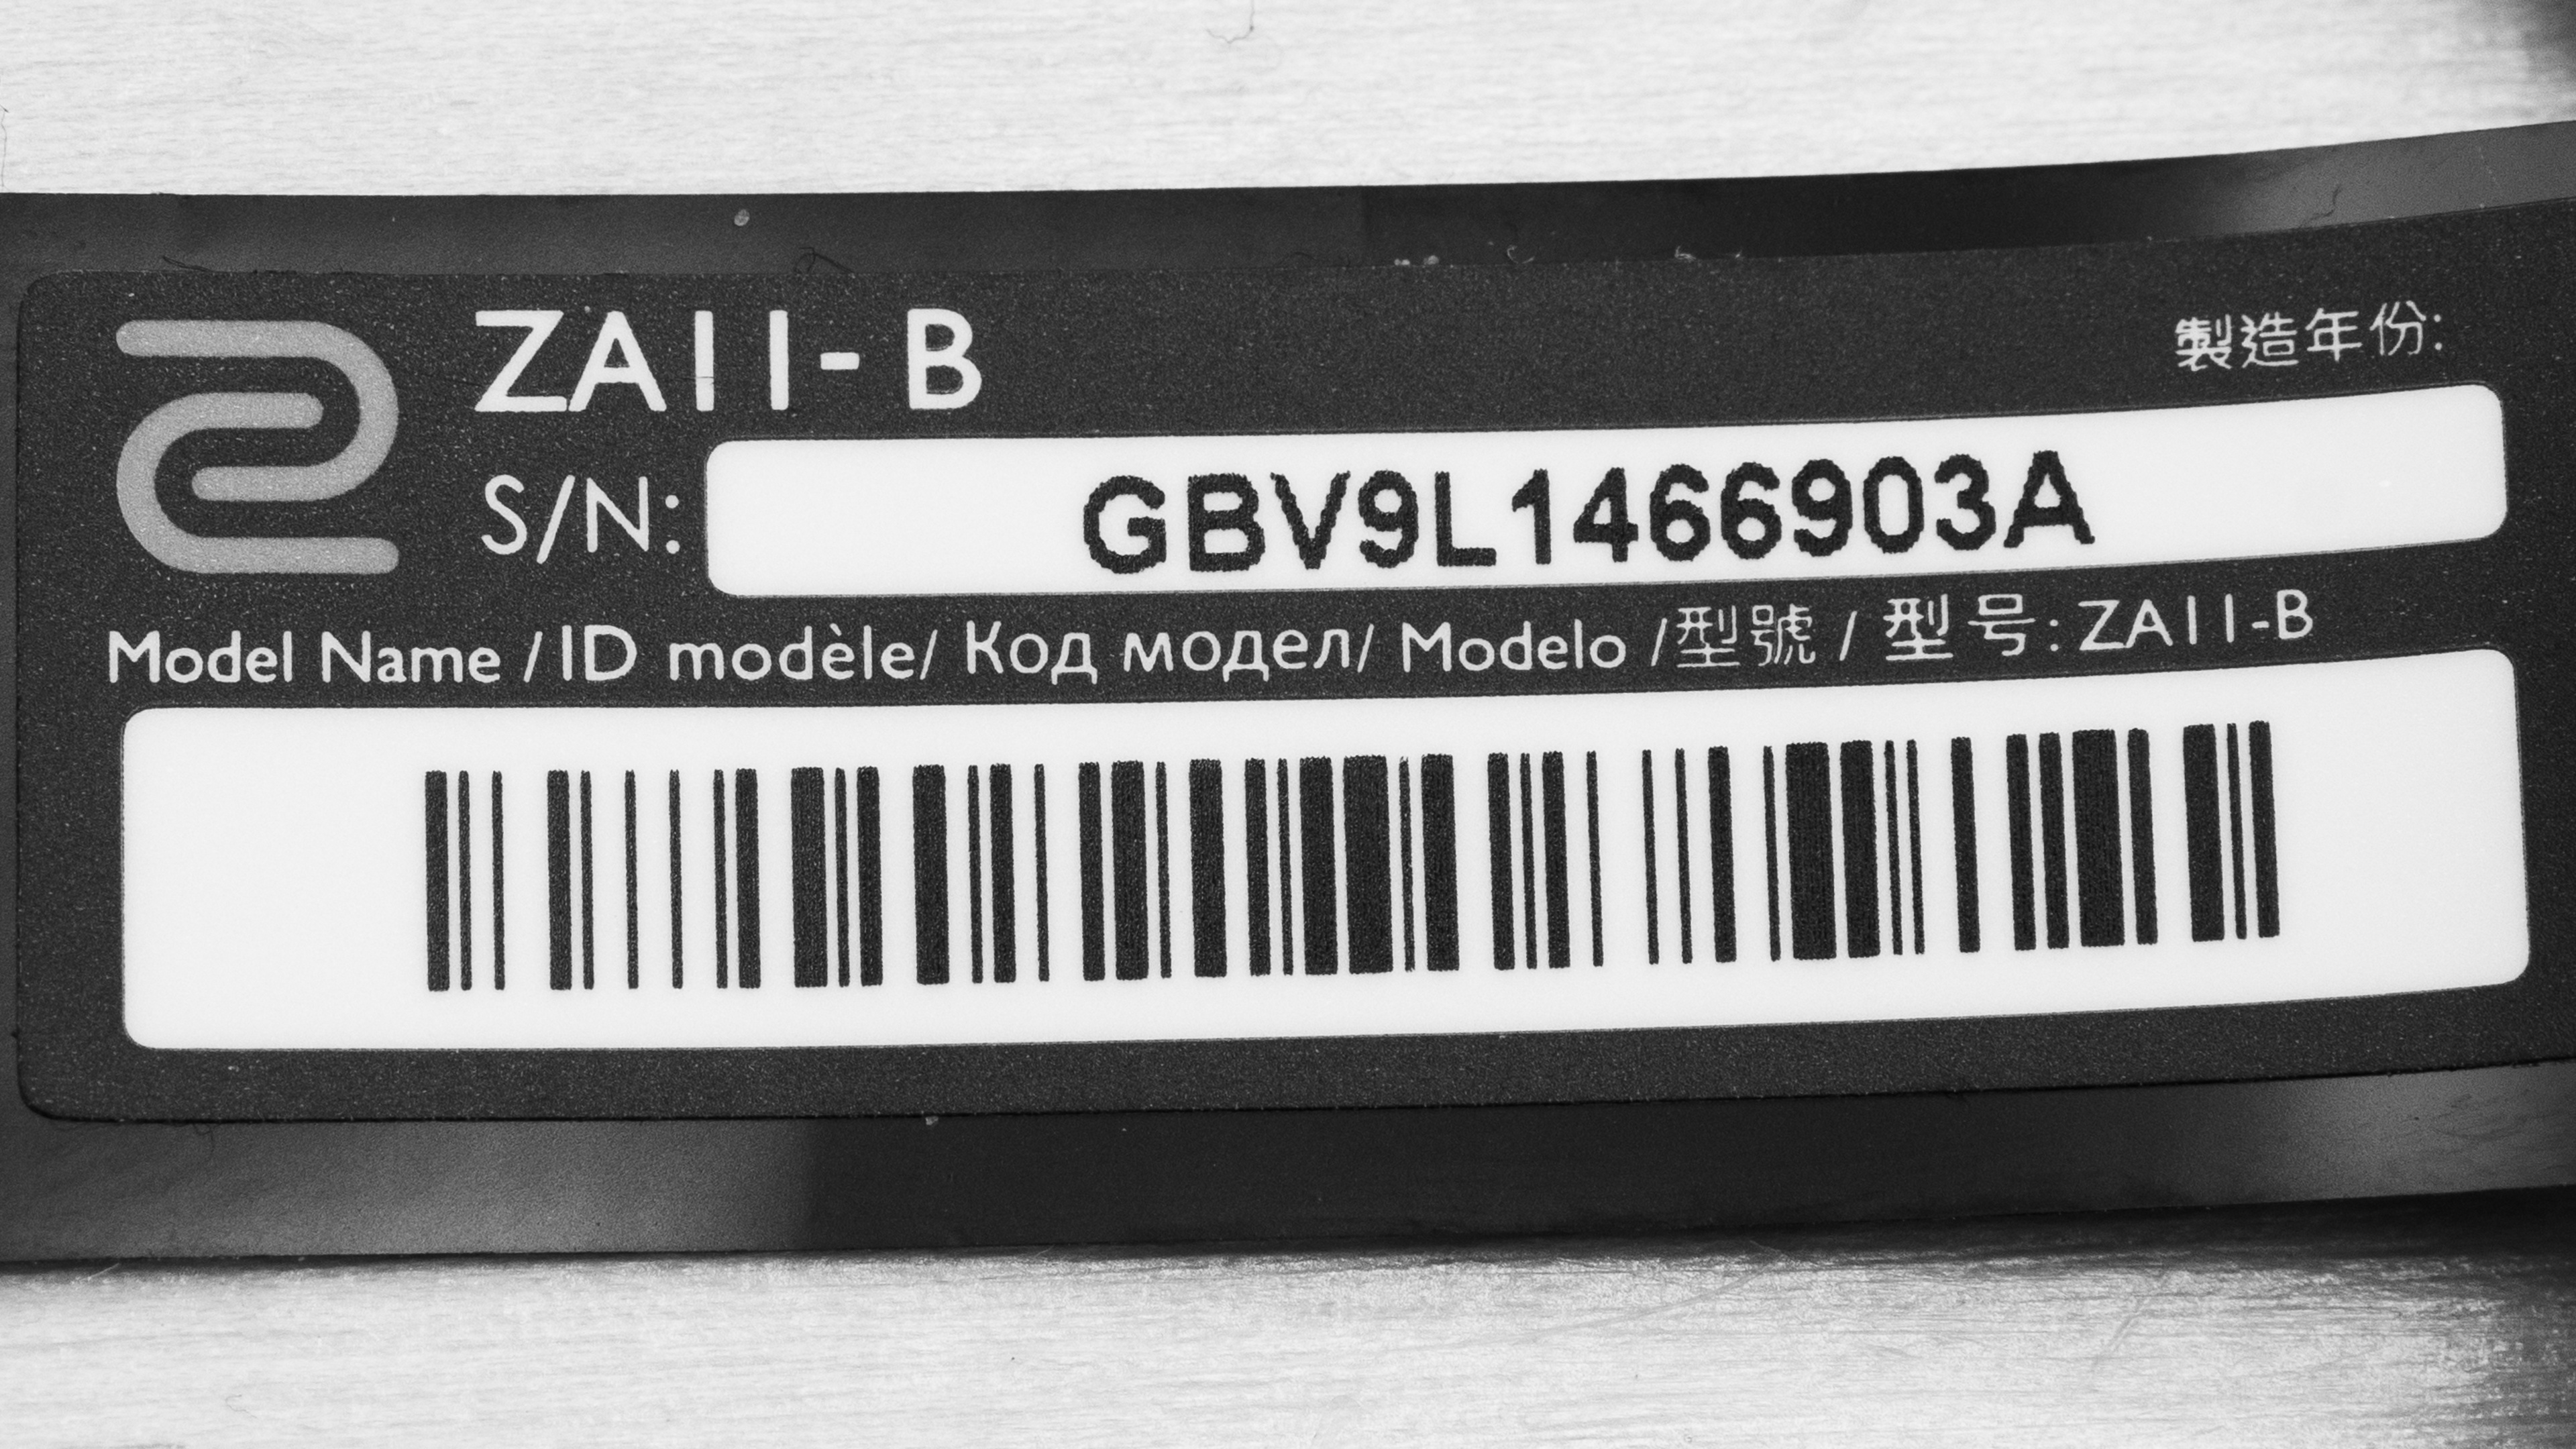 ZA11-B
製造年份:
S/N: GBV9L1466903A
Model Name / ID modèle/ Код модел/ Modelo /型號 / 型号: ZA11-B